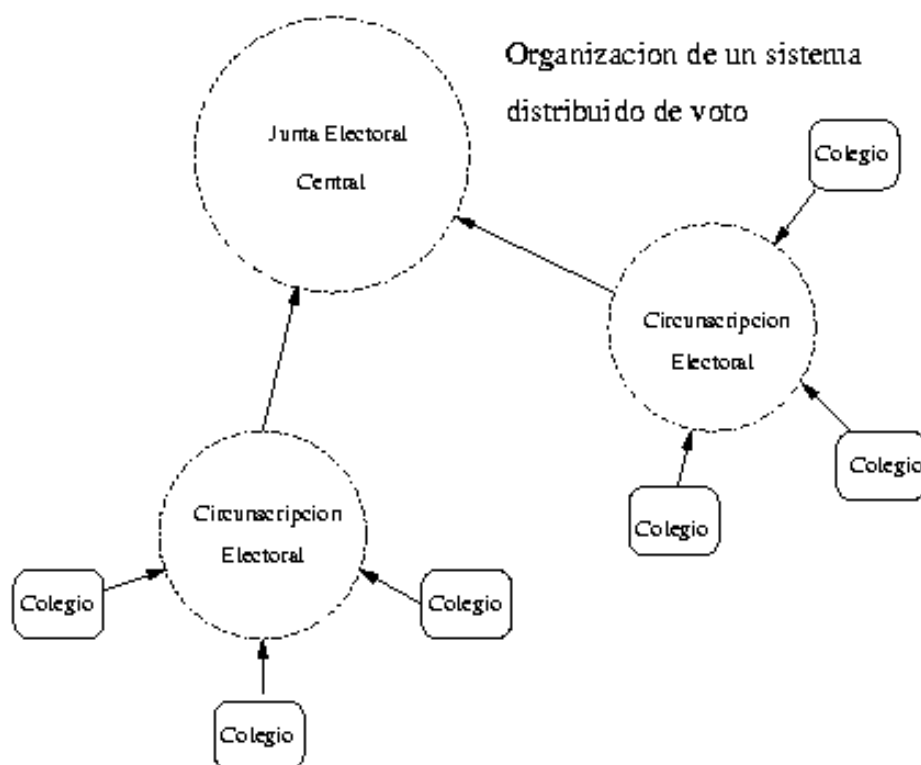 Organizacion de un sistema
distribuido de voto
Junta Electoral
Central
Colegio
Circunscripcion
Electoral
Colegio
Colegio
Circunscripcion
Electoral
Colegio
Colegio
Colegio